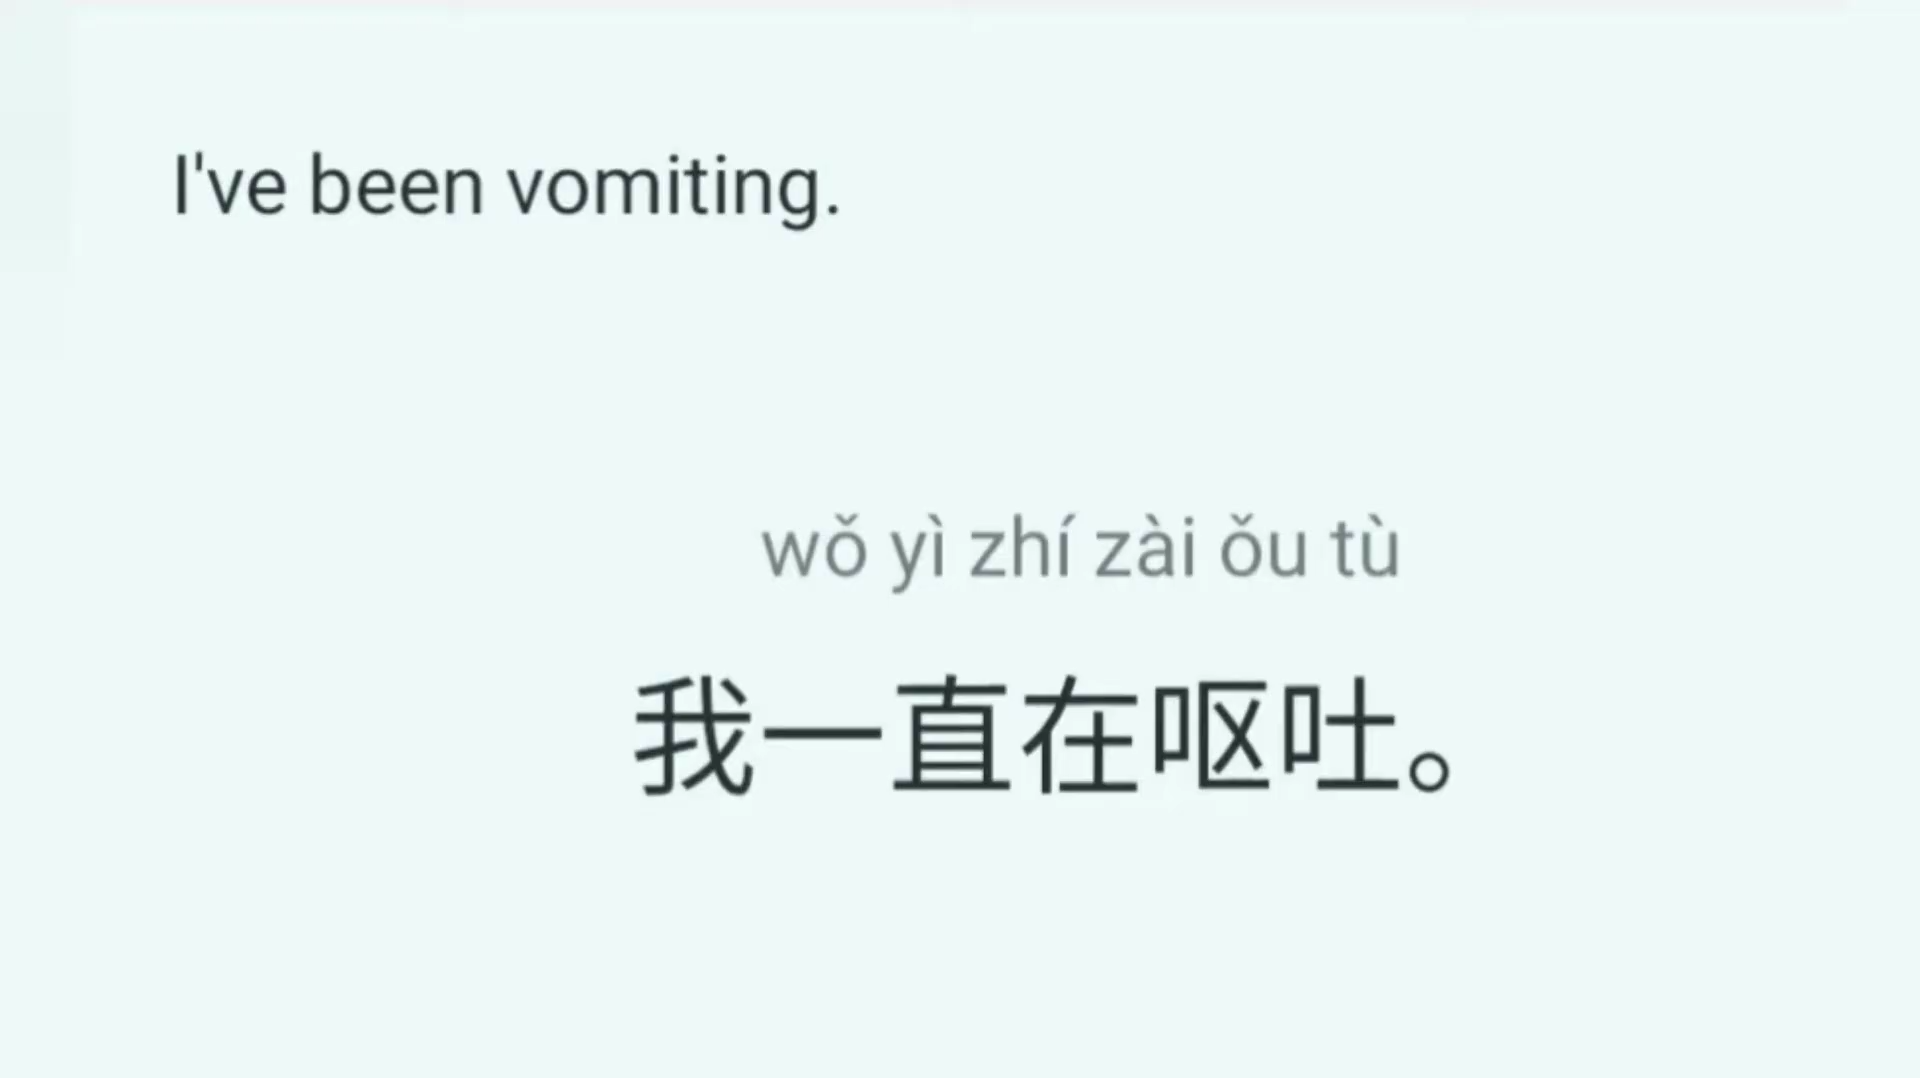 I've been vomiting.
wǒ yì zhí zài ǒu tù
我一直在呕吐。